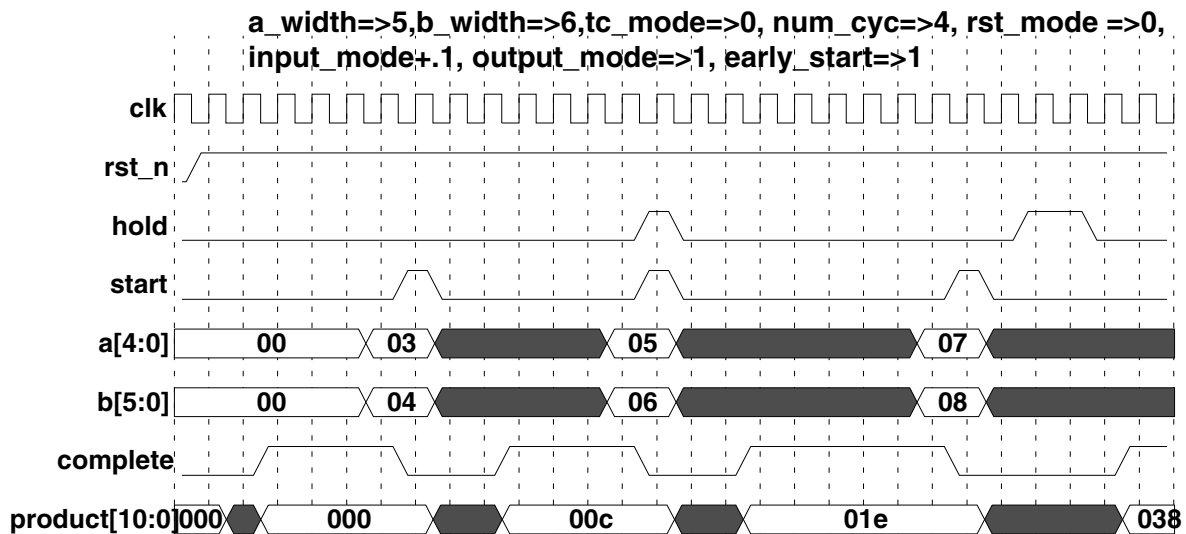 a_width=>5,b_width=>6,tc_mode=>0, num_cyc=>4, rst_mode =>0,
input_mode+.1, output_mode=>1, early_start=>1
clk
rst_n
hold
start
a[4:0] 00 03 05 07
b[5:0] 00 04 06 08
complete
product[10:0] 000 000 00c 01e 038